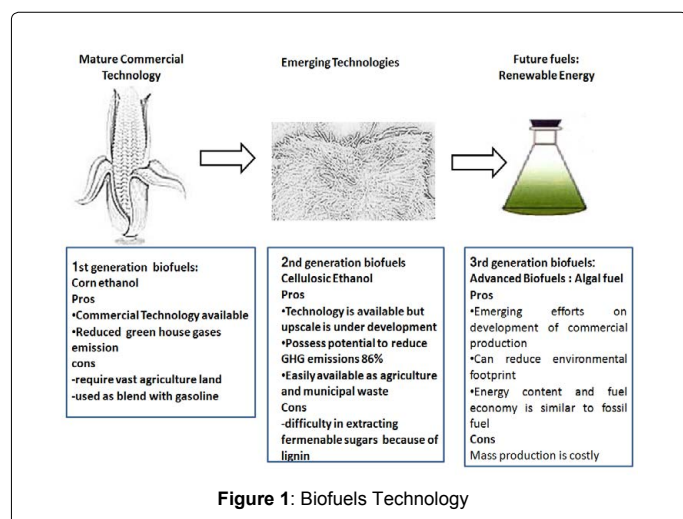 Mature Commercial
Technology
Emerging Technologies
Future fuels:
Renewable Energy
1st generation biofuels:
Corn ethanol
Pros
•Commercial Technology available
•Reduced green house gases
emission
cons
-require vast agriculture land
-used as blend with gasoline
2nd generation biofuels
Cellulosic Ethanol
Pros
•Technology is available but
upscale is under development
•Possess potential to reduce
GHG emissions 86%
•Easily available as agriculture
and municipal waste
Cons
-difficulty in extracting
fermenable sugars because of
lignin
3rd generation biofuels:
Advanced Biofuels : Algal fuel
Pros
•Emerging efforts on
development of commercial
production
•Can reduce environmental
footprint
•Energy content and fuel
economy is similar to fossil
fuel
Cons
Mass production is costly
Figure 1: Biofuels Technology